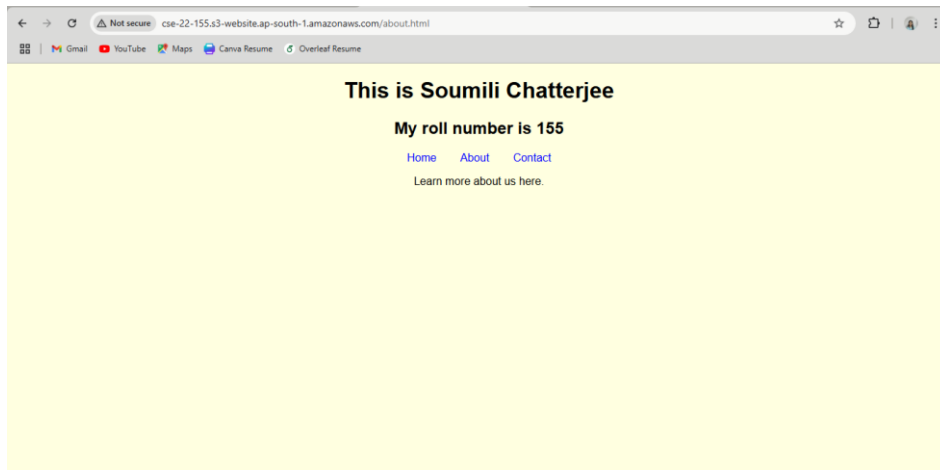 Not secure cse-22-155.s3-website.ap-south-1.amazonaws.com/about.html
Gmail YouTube Maps Canva Resume Overleaf Resume
This is Soumili Chatterjee
My roll number is 155
Home About Contact
Learn more about us here.